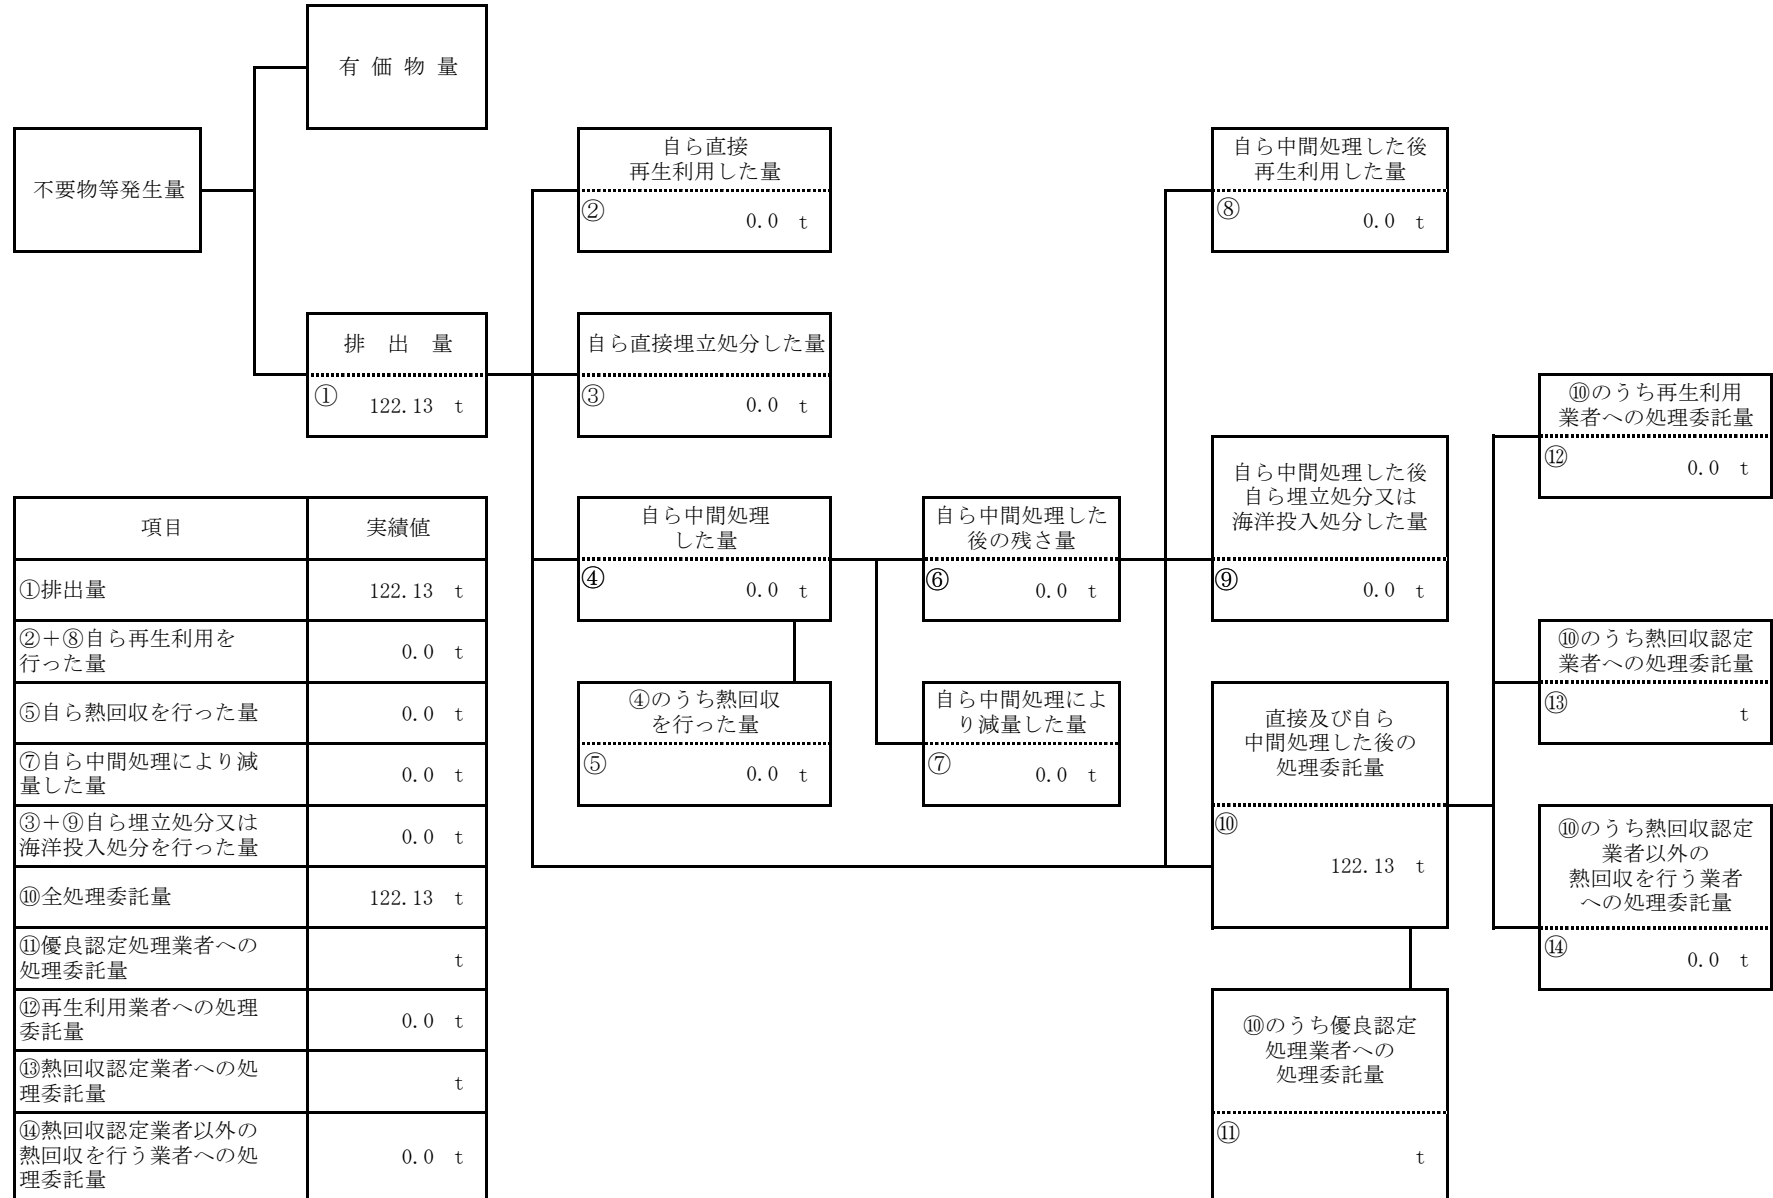 有 価 物 量
不要物等発生量
自ら直接
再生利用した量
② 0.0 t
自ら中間処理した後
再生利用した量
⑧ 0.0 t
排 出 量
① 122.13 t
自ら直接埋立処分した量
③ 0.0 t
⑩のうち再生利用
業者への処理委託量
⑫ 0.0 t
自ら中間処理
した量
④ 0.0 t
自ら中間処理した
後の残さ量
⑥ 0.0 t
自ら中間処理した後
自ら埋立処分又は
海洋投入処分した量
⑨ 0.0 t
④のうち熱回収
を行った量
⑤ 0.0 t
自ら中間処理によ
り減量した量
⑦ 0.0 t
直接及び自ら
中間処理した後の
処理委託量
⑩
122.13 t
⑩のうち熱回収認定
業者への処理委託量
⑬ t
⑩のうち熱回収認定
業者以外の
熱回収を行う業者
への処理委託量
⑭ 0.0 t
⑩のうち優良認定
処理業者への
処理委託量
⑪
t
項目 実績値
①排出量 122.13 t
②＋⑧自ら再生利用を
行った量 0.0 t
⑤自ら熱回収を行った量 0.0 t
⑦自ら中間処理により減
量した量 0.0 t
③＋⑨自ら埋立処分又は
海洋投入処分を行った量 0.0 t
⑩全処理委託量 122.13 t
⑪優良認定処理業者への
処理委託量 t
⑫再生利用業者への処理
委託量 0.0 t
⑬熱回収認定業者への処
理委託量 t
⑭熱回収認定業者以外の
熱回収を行う業者への処 0.0 t
理委託量